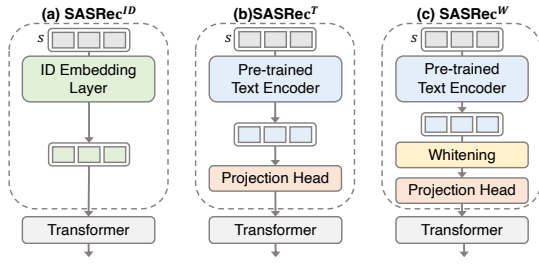 (a) SASRec^ID
S
ID Embedding
Layer
Transformer
(b)SASRec^T
S
Pre-trained
Text Encoder
Projection Head
Transformer
(c) SASRec^W
S
Pre-trained
Text Encoder
Whitening
Projection Head
Transformer